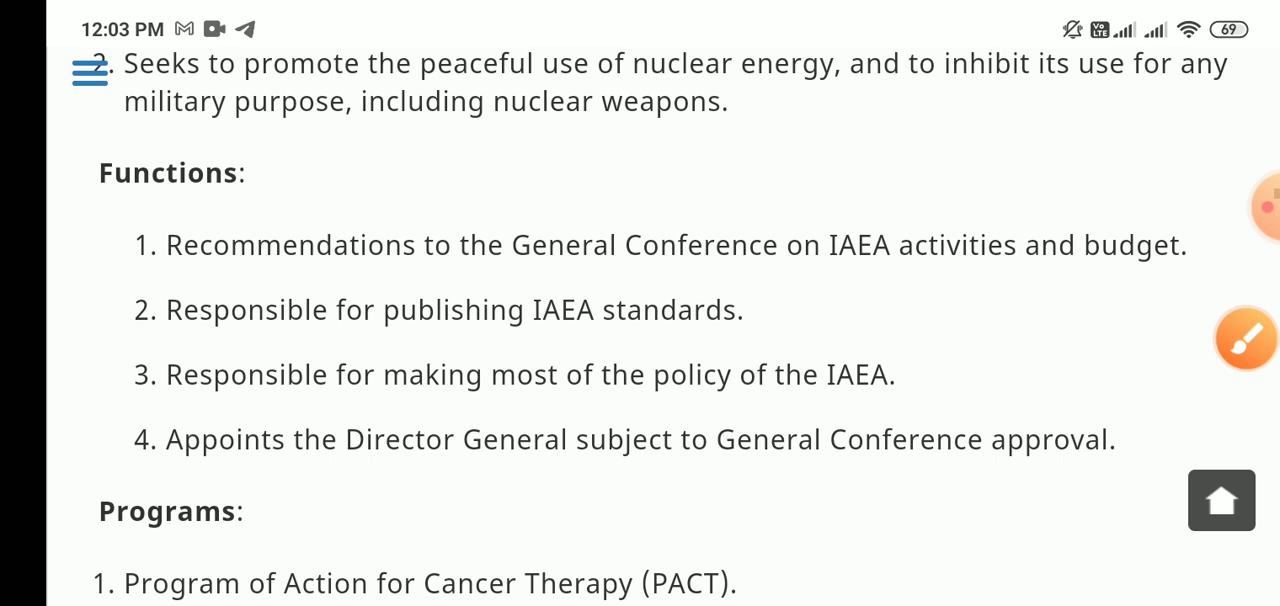 12:03 PM
Vo LTE
69
2. Seeks to promote the peaceful use of nuclear energy, and to inhibit its use for any
military purpose, including nuclear weapons.
Functions:
1. Recommendations to the General Conference on IAEA activities and budget.
2. Responsible for publishing IAEA standards.
3. Responsible for making most of the policy of the IAEA.
4. Appoints the Director General subject to General Conference approval.
Programs:
1. Program of Action for Cancer Therapy (PACT).